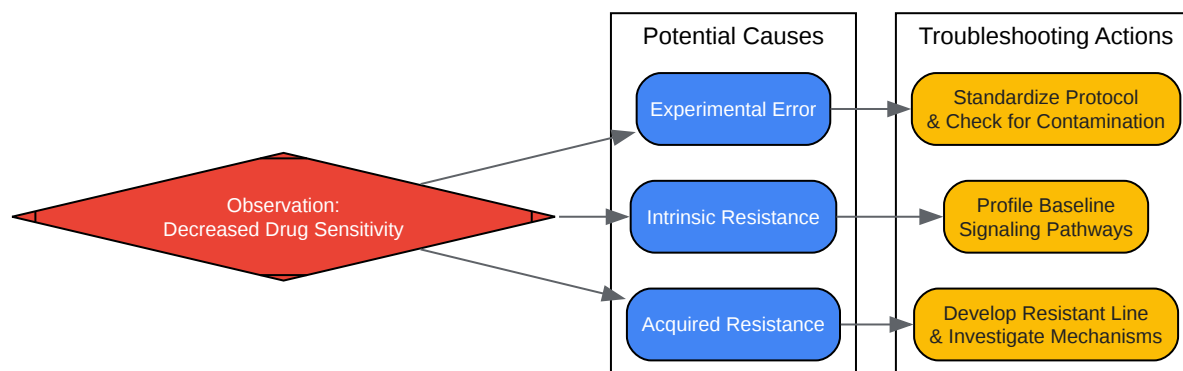 Potential Causes
Troubleshooting Actions
Experimental Error
Standardize Protocol
& Check for Contamination
Observation:
Decreased Drug Sensitivity
Intrinsic Resistance
Profile Baseline
Signaling Pathways
Acquired Resistance
Develop Resistant Line
& Investigate Mechanisms